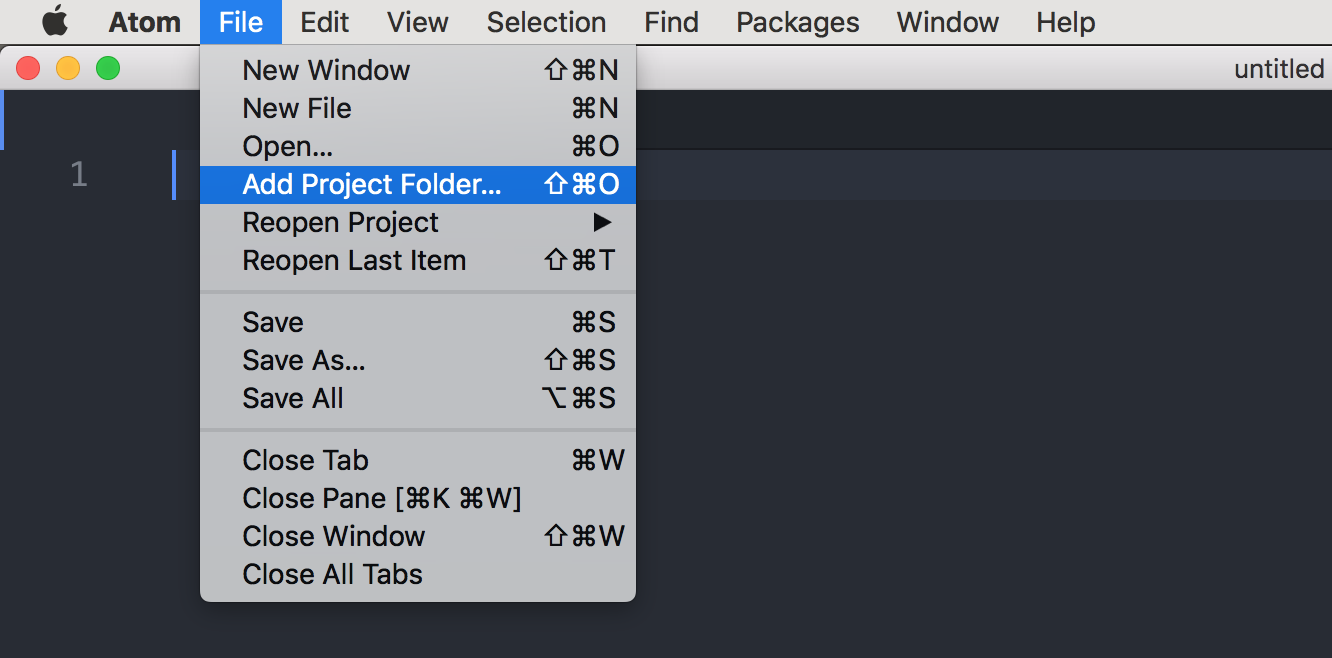 Atom File Edit View Selection Find Packages Window Help
untitled
New Window ⇧⌘N
New File ⌘N
Open... ⌘O
1
Add Project Folder... ⇧⌘O
Reopen Project ▶
Reopen Last Item ⇧⌘T
Save ⌘S
Save As... ⇧⌘S
Save All ⌥⌘S
Close Tab ⌘W
Close Pane [⌘K ⌘W]
Close Window ⇧⌘W
Close All Tabs